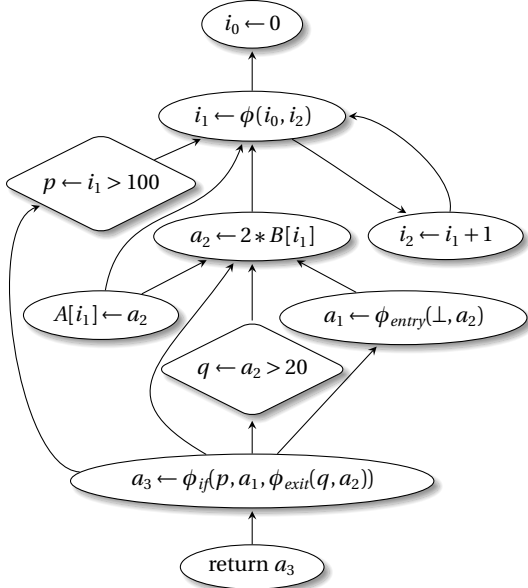 i₀ ← 0
i₁ ← ϕ(i₀, i₂)
p ← i₁ > 100
a₂ ← 2 ∗ B[i₁]
i₂ ← i₁ + 1
A[i₁] ← a₂
a₁ ← ϕentry(⊥, a₂)
q ← a₂ > 20
a₃ ← ϕif(p, a₁, ϕexit(q, a₂))
return a₃